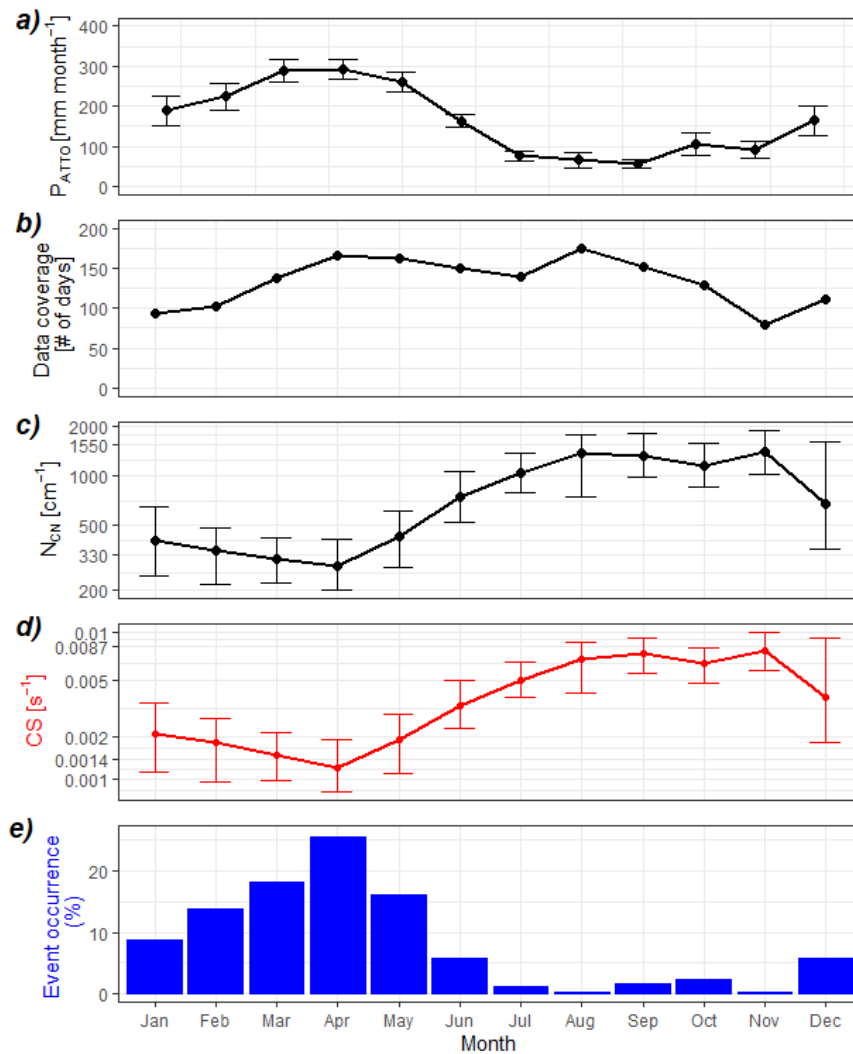 a)
P_ATTO [mm month⁻¹]
400
300
200
100
0
b)
Data coverage
[# of days]
200
150
100
50
0
c)
N_CN [cm⁻¹]
2000
1550
1000
500
330
200
d)
CS [s⁻¹]
0.01
0.0087
0.005
0.002
0.0014
0.001
e)
Event occurrence
(%)
20
10
0
Jan Feb Mar Apr May Jun Jul Aug Sep Oct Nov Dec
Month